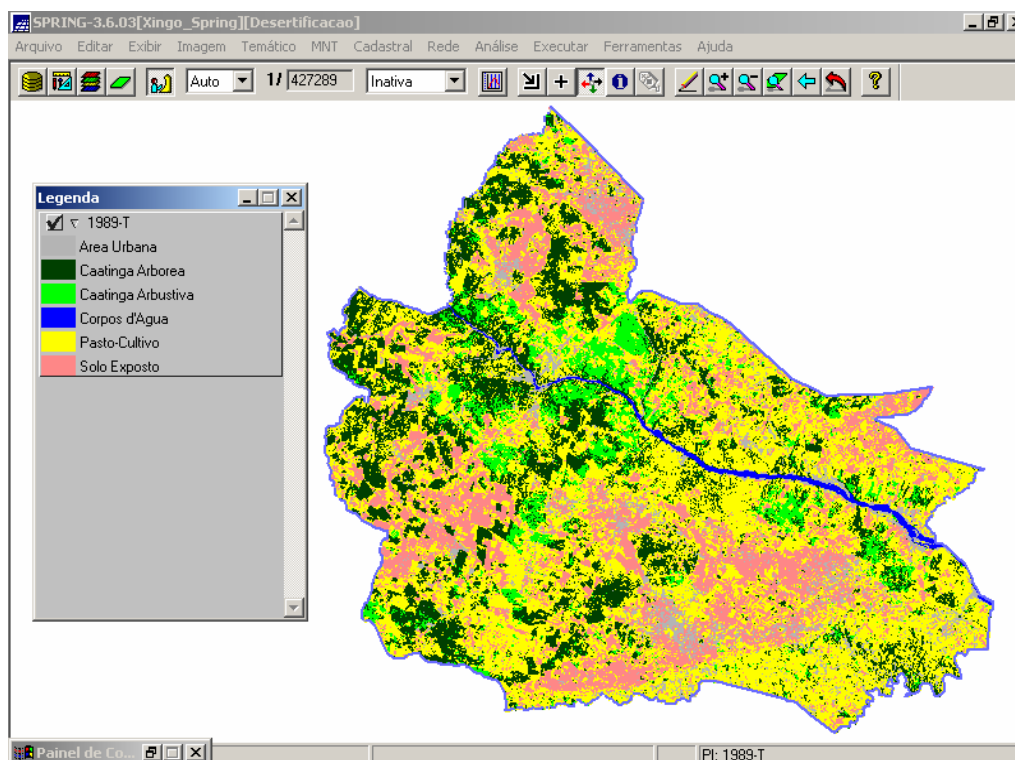 SPRING-3.6.03[Xingo_Spring][Desertificacao]
Arquivo Editar Exibir Imagem Temático MNT Cadastral Rede Análise Executar Ferramentas Ajuda
Auto 1/ 427289 Inativa
Legenda
1989-T
Area Urbana
Caatinga Arborea
Caatinga Arbustiva
Corpos d'Agua
Pasto-Cultivo
Solo Exposto
Painel de Co...
PI: 1989-T